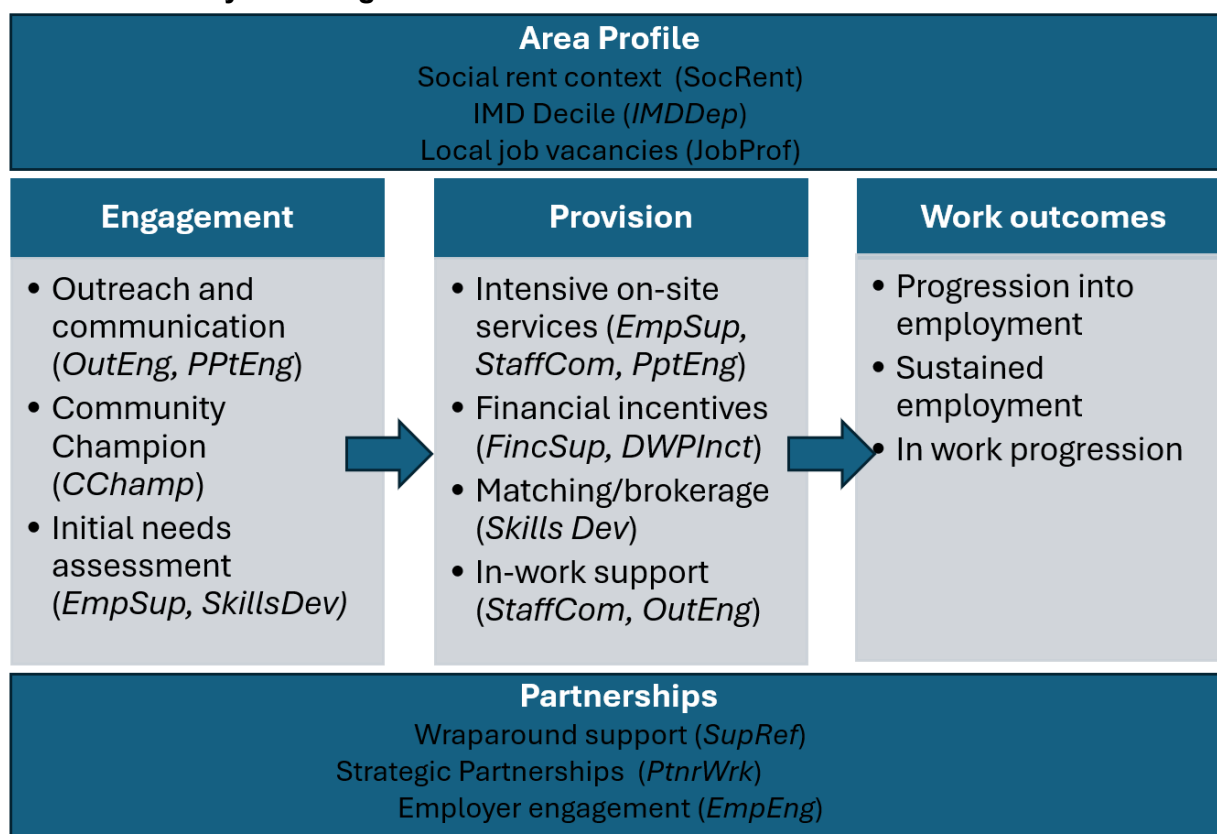 Area Profile
Social rent context (SocRent)
IMD Decile (IMDDep)
Local job vacancies (JobProf)
Engagement
• Outreach and
communication
(OutEng, PPtEng)
• Community
Champion
(CChamp)
• Initial needs
assessment
(EmpSup, SkillsDev)
Provision
• Intensive on-site
services (EmpSup,
StaffCom, PptEng)
• Financial incentives
(FincSup, DWPInct)
• Matching/brokerage
(Skills Dev)
• In-work support
(StaffCom, OutEng)
Work outcomes
• Progression into
employment
• Sustained
employment
• In work progression
Partnerships
Wraparound support (SupRef)
Strategic Partnerships (PtnrWrk)
Employer engagement (EmpEng)